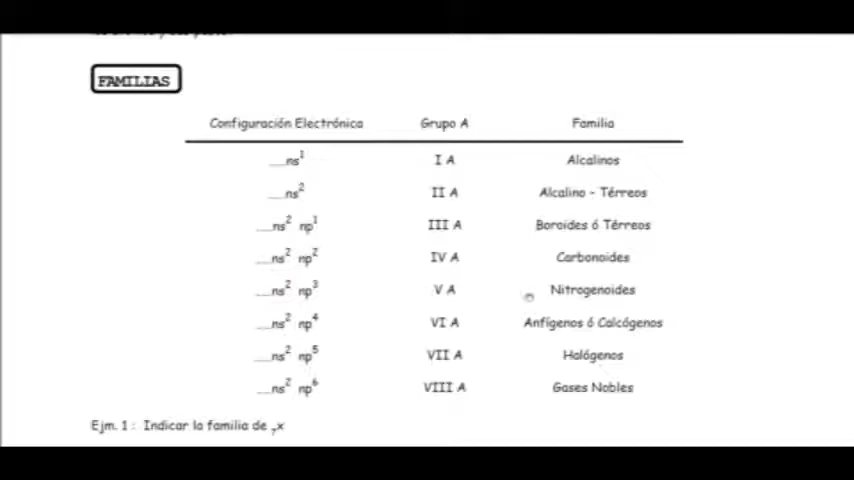 FAMILIAS
Configuración Electrónica Grupo A Familia
__ns¹ I A Alcalinos
__ns² II A Alcalino - Térreos
__ns² np¹ III A Boroides ó Térreos
__ns² np² IV A Carbonoides
__ns² np³ V A Nitrogenoides
__ns² np⁴ VI A Anfígenos ó Calcógenos
__ns² np⁵ VII A Halógenos
__ns² np⁶ VIII A Gases Nobles
Ejm. 1 : Indicar la familia de ₇x